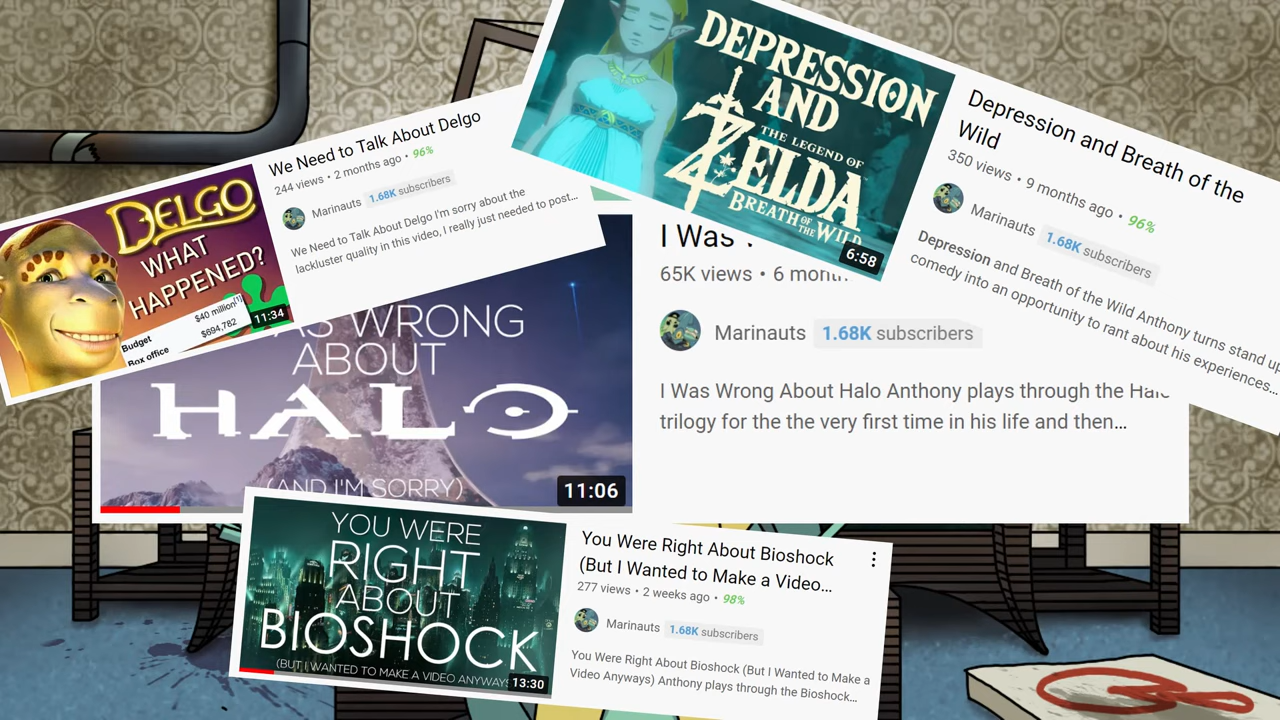 DEPRESSION
AND
THE LEGEND OF
ZELDA
BREATH OF THE WILD
6:58
Depression and Breath of the
Wild
350 views • 9 months ago • 96%
Marinauts 1.68K subscribers
Depression and Breath of the Wild Anthony turns stand up
comedy into an opportunity to rant about his experiences...
DELGO
WHAT
HAPPENED?
$40 million[1]
Budget
$694,782
Box office
11:34
We Need to Talk About Delgo
244 views • 2 months ago • 96%
Marinauts 1.68K subscribers
We Need to Talk About Delgo I'm sorry about the
lackluster quality in this video, I really just needed to post...
WRONG
ABOUT
HALO
(AND I'M SORRY)
11:06
I Was
65K views • 6
Marinauts 1.68K subscribers
I Was Wrong About Halo Anthony plays through the Halo
trilogy for the the very first time in his life and then...
YOU WERE
RIGHT
ABOUT
BIOSHOCK
(BUT I WANTED TO MAKE A VIDEO ANYWAYS
13:30
You Were Right About Bioshock
(But I Wanted to Make a Video...
277 views • 2 weeks ago • 98%
Marinauts 1.68K subscribers
You Were Right About Bioshock (But I Wanted to Make a
Video Anyways) Anthony plays through the Bioshock...